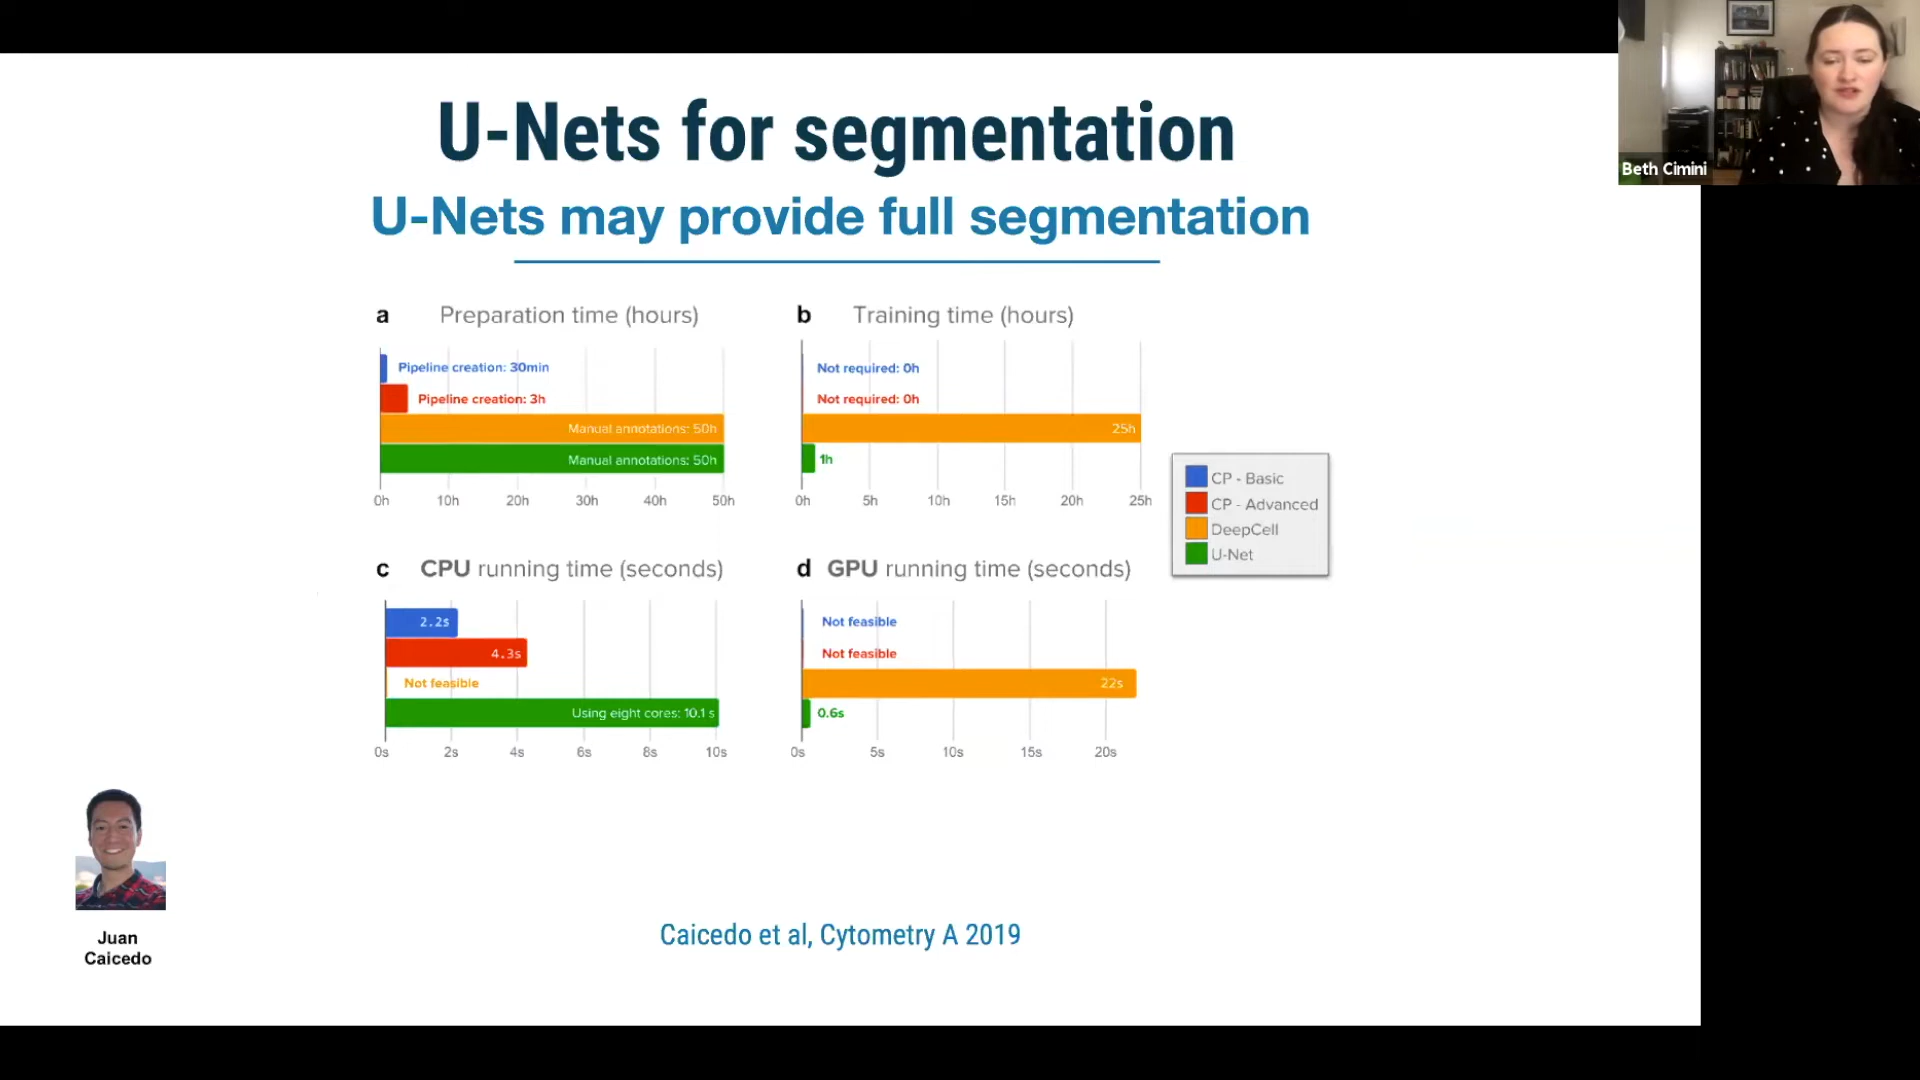 U-Nets for segmentation
U-Nets may provide full segmentation
Beth Cimini
a Preparation time (hours)
Pipeline creation: 30min
Pipeline creation: 3h
Manual annotations: 50h
Manual annotations: 50h
0h 10h 20h 30h 40h 50h
b Training time (hours)
Not required: 0h
Not required: 0h
25h
1h
0h 5h 10h 15h 20h 25h
CP - Basic
CP - Advanced
DeepCell
U-Net
c CPU running time (seconds)
2.2s
4.3s
Not feasible
Using eight cores: 10.1 s
0s 2s 4s 6s 8s 10s
d GPU running time (seconds)
Not feasible
Not feasible
22s
0.6s
0s 5s 10s 15s 20s
Juan
Caicedo
Caicedo et al, Cytometry A 2019